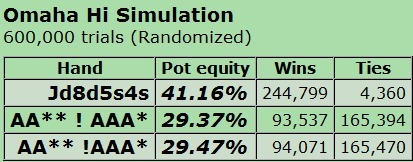 Omaha Hi Simulation
600,000 trials (Randomized)
Hand Pot equity Wins Ties
Jd8d5s4s 41.16% 244,799 4,360
AA** ! AAA* 29.37% 93,537 165,394
AA** !AAA* 29.47% 94,071 165,470